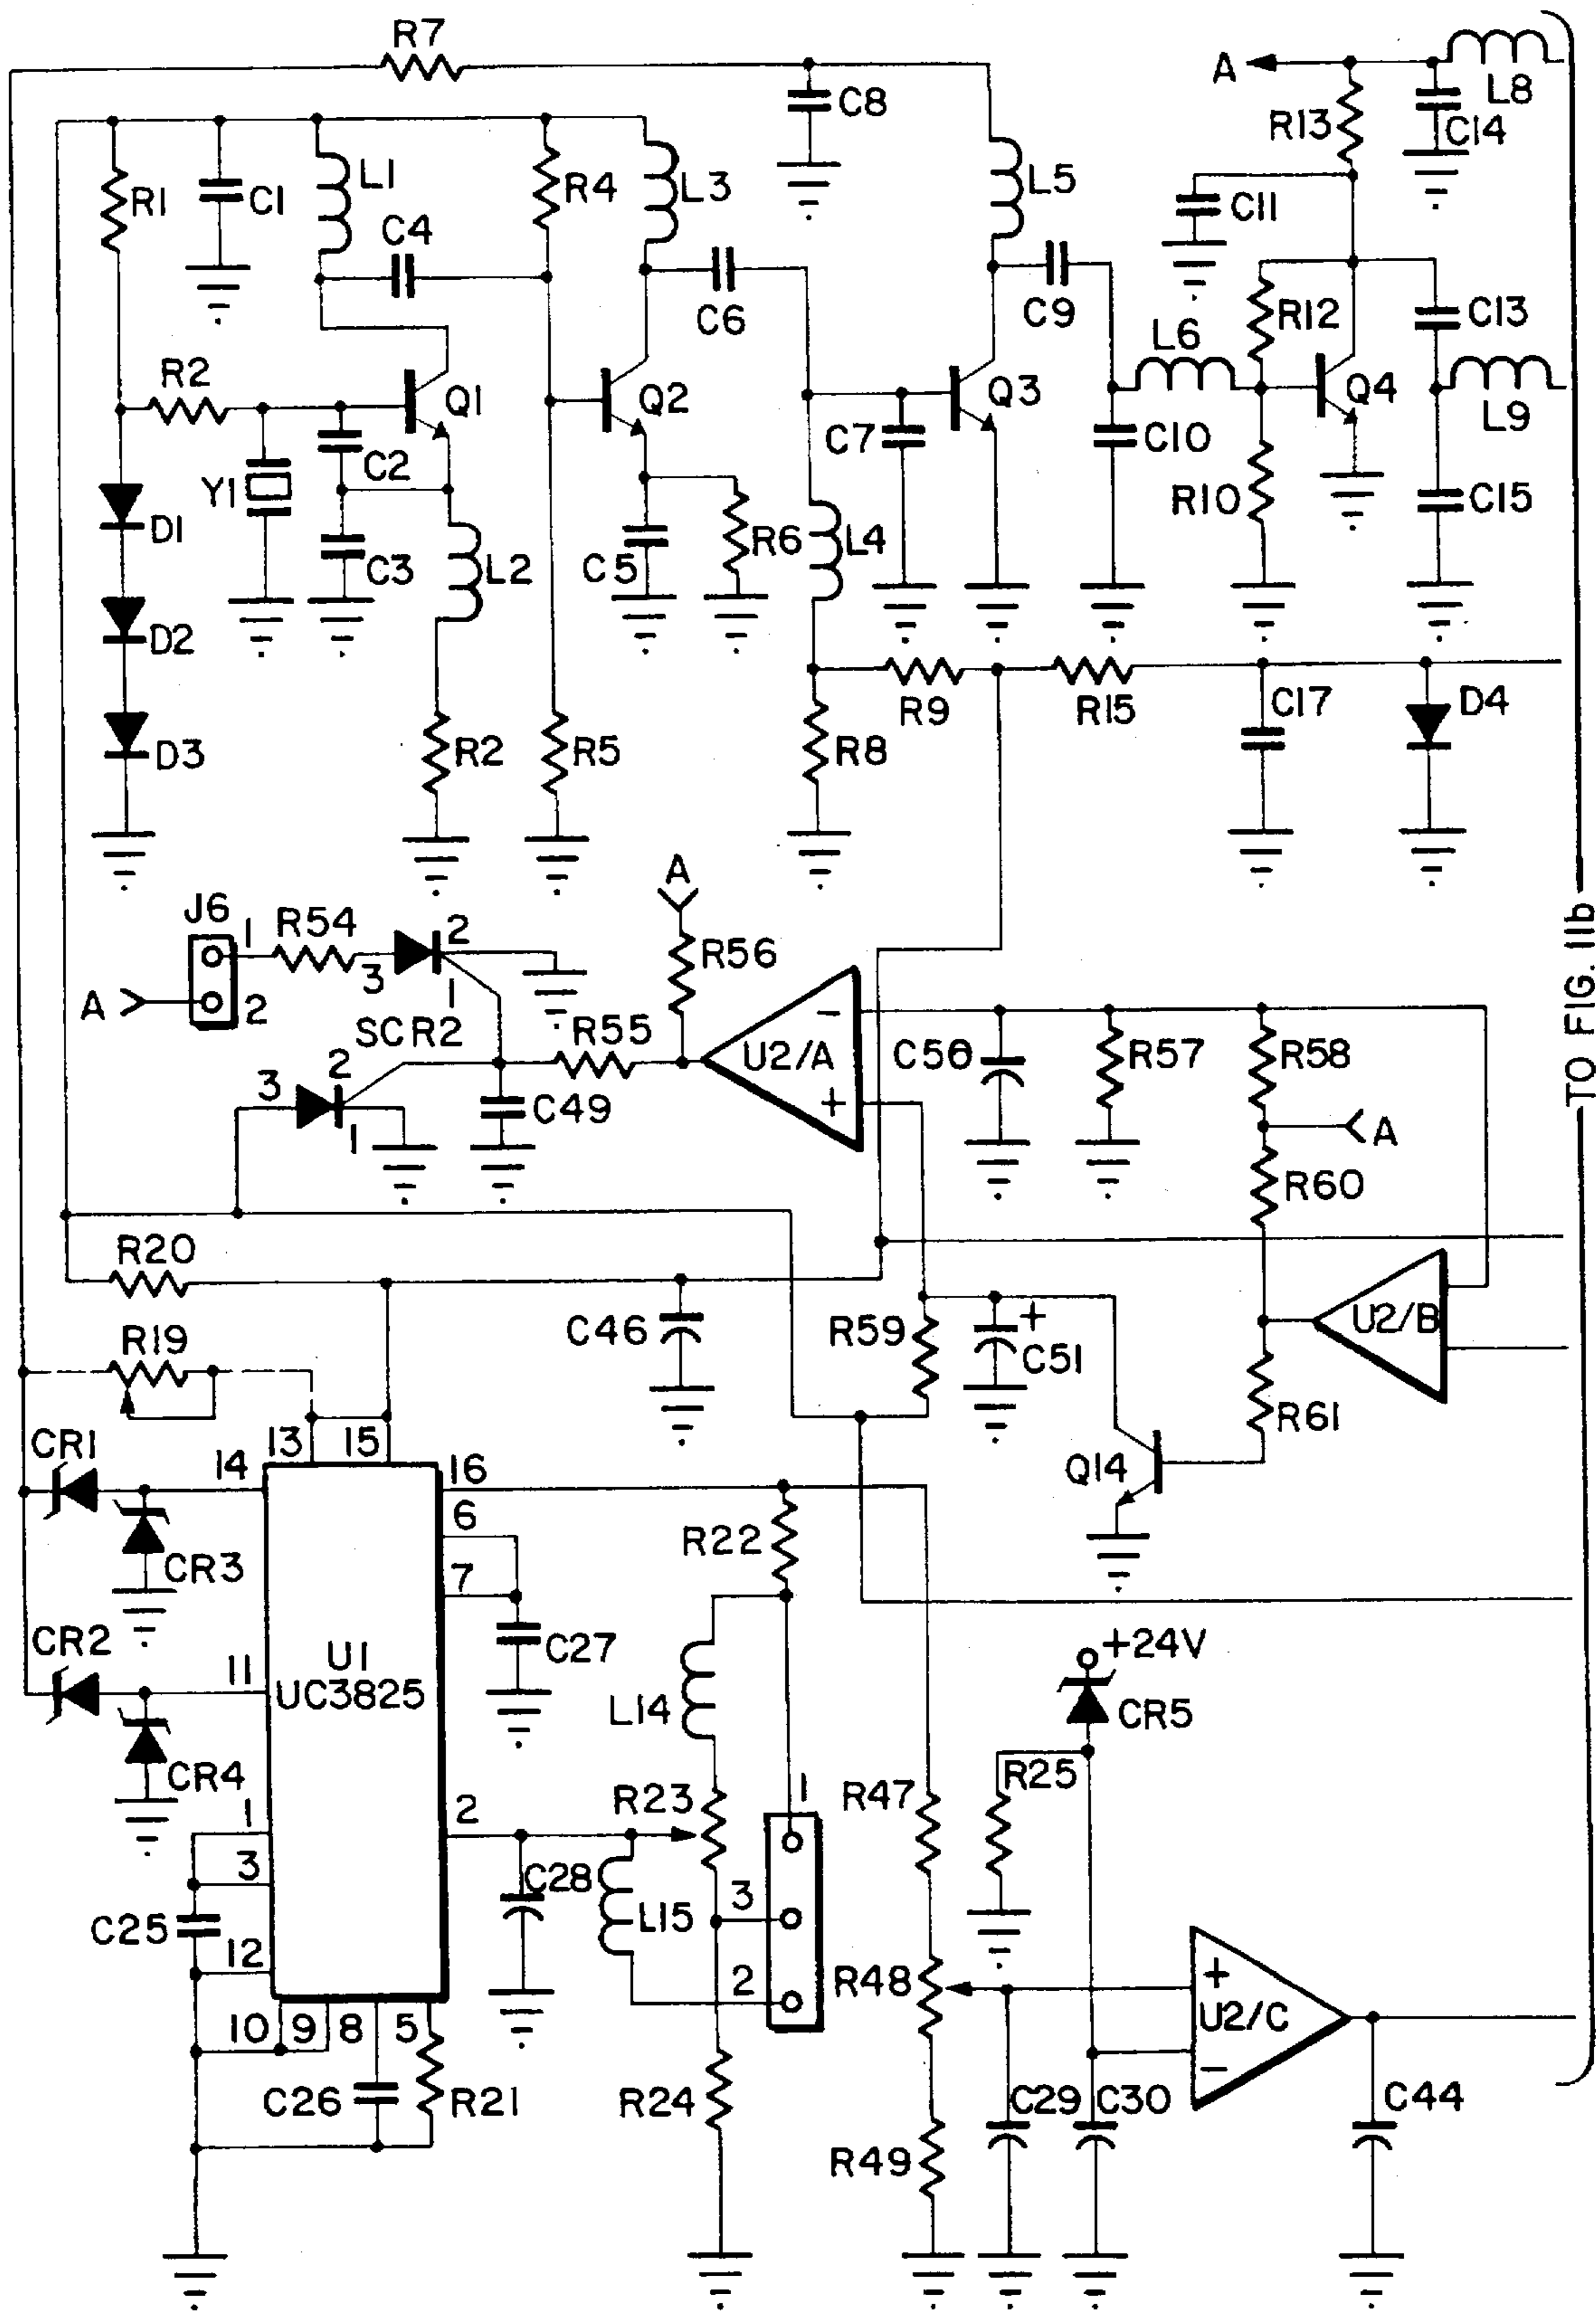 R7
A
L8
C8
R13
C14
R1
C1
L1
R4
L3
L5
C11
C4
C6
C9
R12
C13
L6
R2
Q1
Q2
Q3
Q4
L9
C7
C10
C2
Y1
R10
C15
D1
C3
L2
C5
R6
L4
D2
R9
R15
C17
D4
D3
R2
R5
R8
A
J6
1
R54
2
R56
3
A
2
1
SCR2
R55
U2/A
-
+
C50
R57
R58
TO FIG. 11b
3
2
1
C49
A
R60
R20
C46
R59
+
C51
U2/B
R19
R61
CR1
13
15
14
16
Q14
6
R22
CR3
7
CR2
U1
UC3825
C27
+24V
11
L14
CR5
CR4
R25
1
R23
1
R47
2
3
C28
3
C25
L15
12
2
R48
+
U2/C
-
10
9
8
5
C26
R21
R24
C29
C30
C44
R49